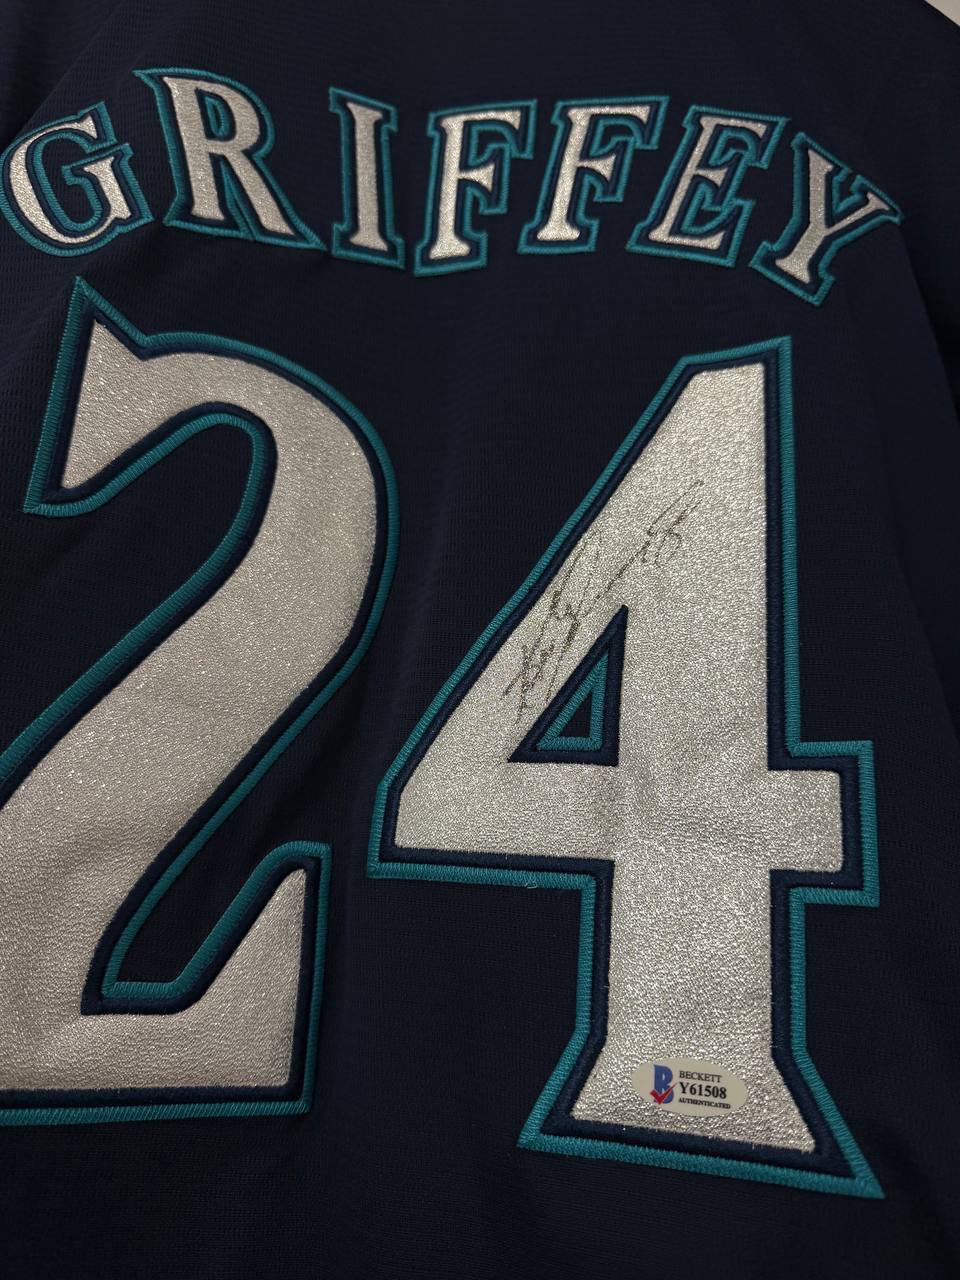 GRIFFEY
24
BECKETT
Y61508
AUTHENTICATED